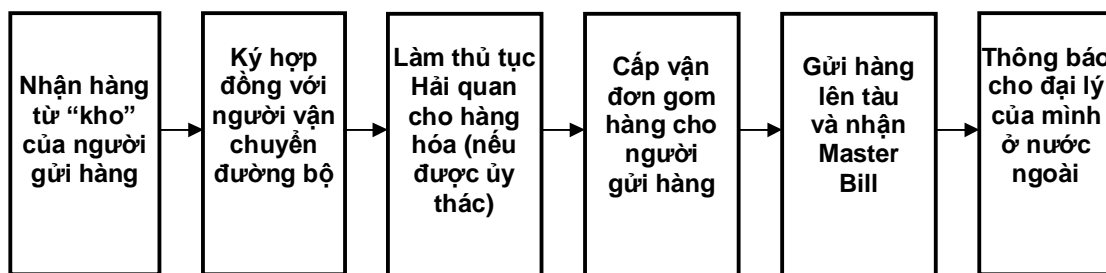 Nhận hàng
từ “kho”
của người
gửi hàng
Ký hợp
đồng với
người vận
chuyển
đường bộ
Làm thủ tục
Hải quan
cho hàng
hóa (nếu
được ủy
thác)
Cấp vận
đơn gom
hàng cho
người
gửi hàng
Gửi hàng
lên tàu
và nhận
Master
Bill
Thông báo
cho đại lý
của mình
ở nước
ngoài